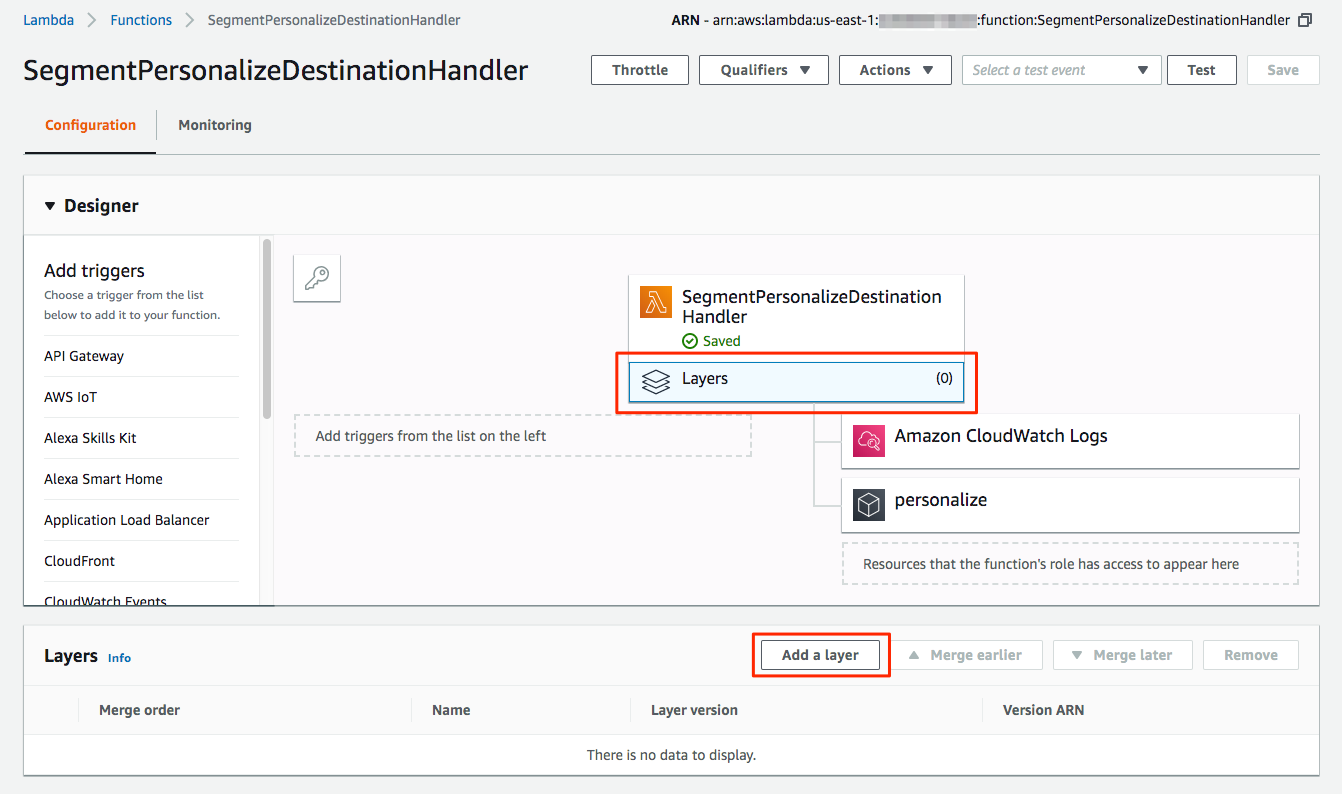 Lambda > Functions > SegmentPersonalizeDestinationHandler
ARN - arn:aws:lambda:us-east-1: :function:SegmentPersonalizeDestinationHandler
SegmentPersonalizeDestinationHandler
Throttle
Qualifiers
Actions
Select a test event
Test
Save
Configuration
Monitoring
Designer
Add triggers
Choose a trigger from the list
below to add it to your function.
API Gateway
AWS IoT
Alexa Skills Kit
Alexa Smart Home
Application Load Balancer
CloudFront
CloudWatch Events
SegmentPersonalizeDestination
Handler
Saved
Layers (0)
Add triggers from the list on the left
Amazon CloudWatch Logs
personalize
Resources that the function's role has access to appear here
Layers Info
Add a layer
Merge earlier
Merge later
Remove
Merge order
Name
Layer version
Version ARN
There is no data to display.